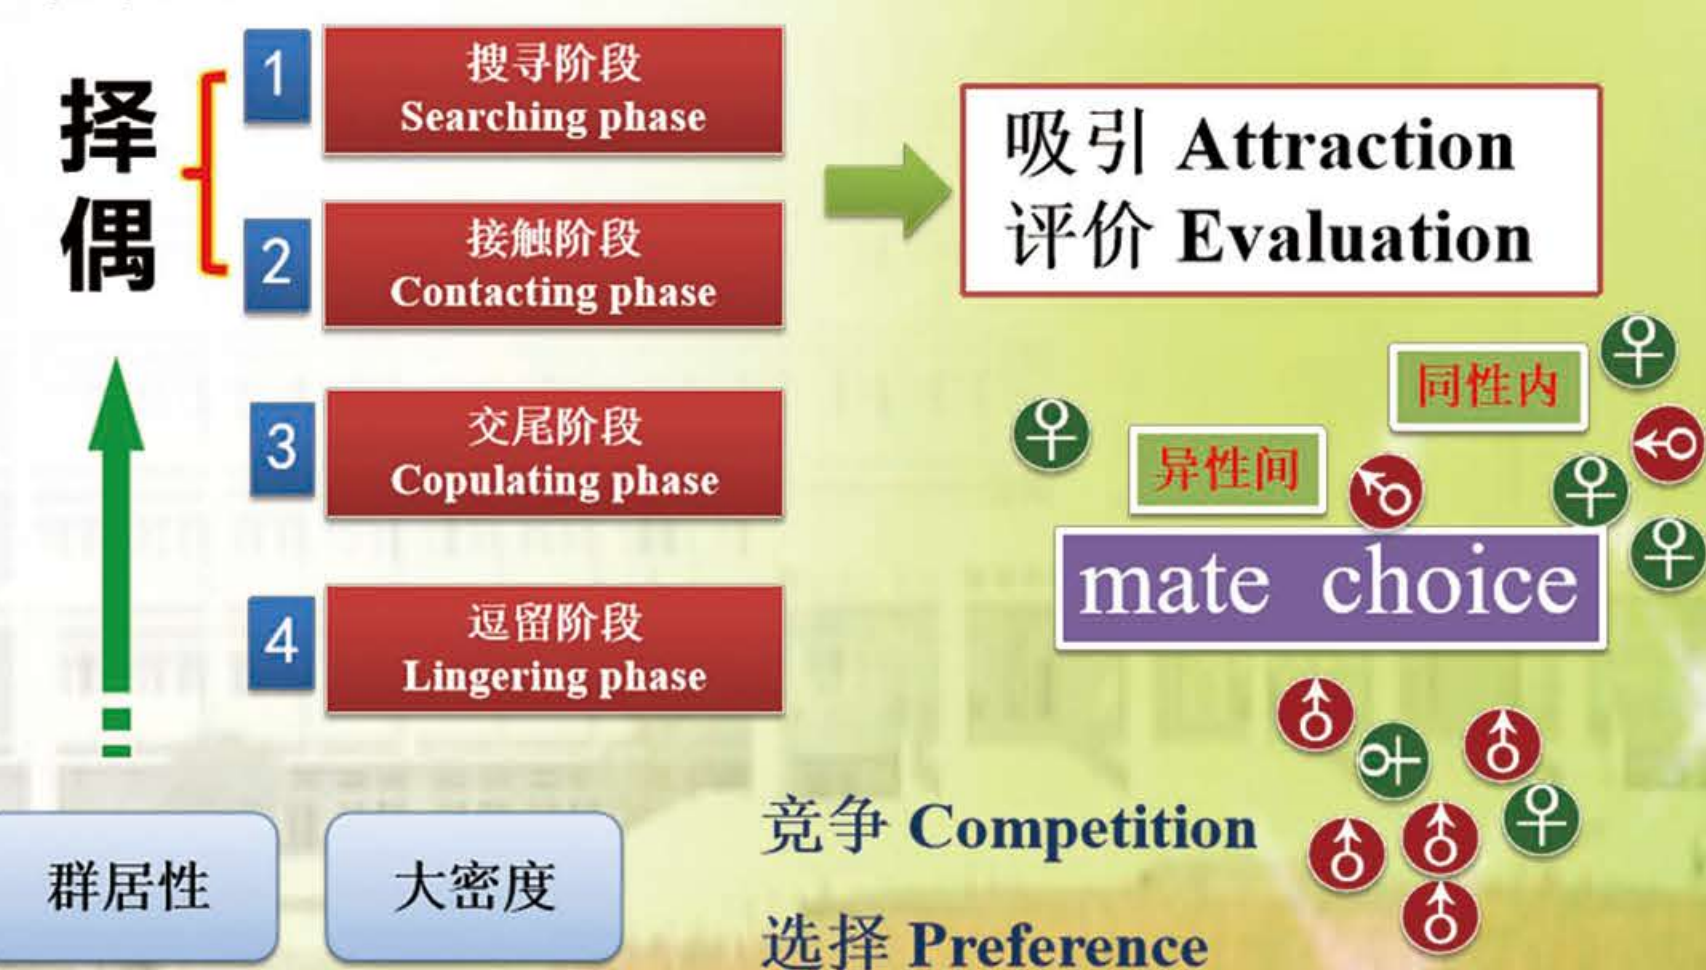 择
偶
1
搜寻阶段
Searching phase
2
接触阶段
Contacting phase
3
交尾阶段
Copulating phase
4
逗留阶段
Lingering phase
吸引 Attraction
评价 Evaluation
同性内
异性间
mate choice
群居性
大密度
竞争 Competition
选择 Preference